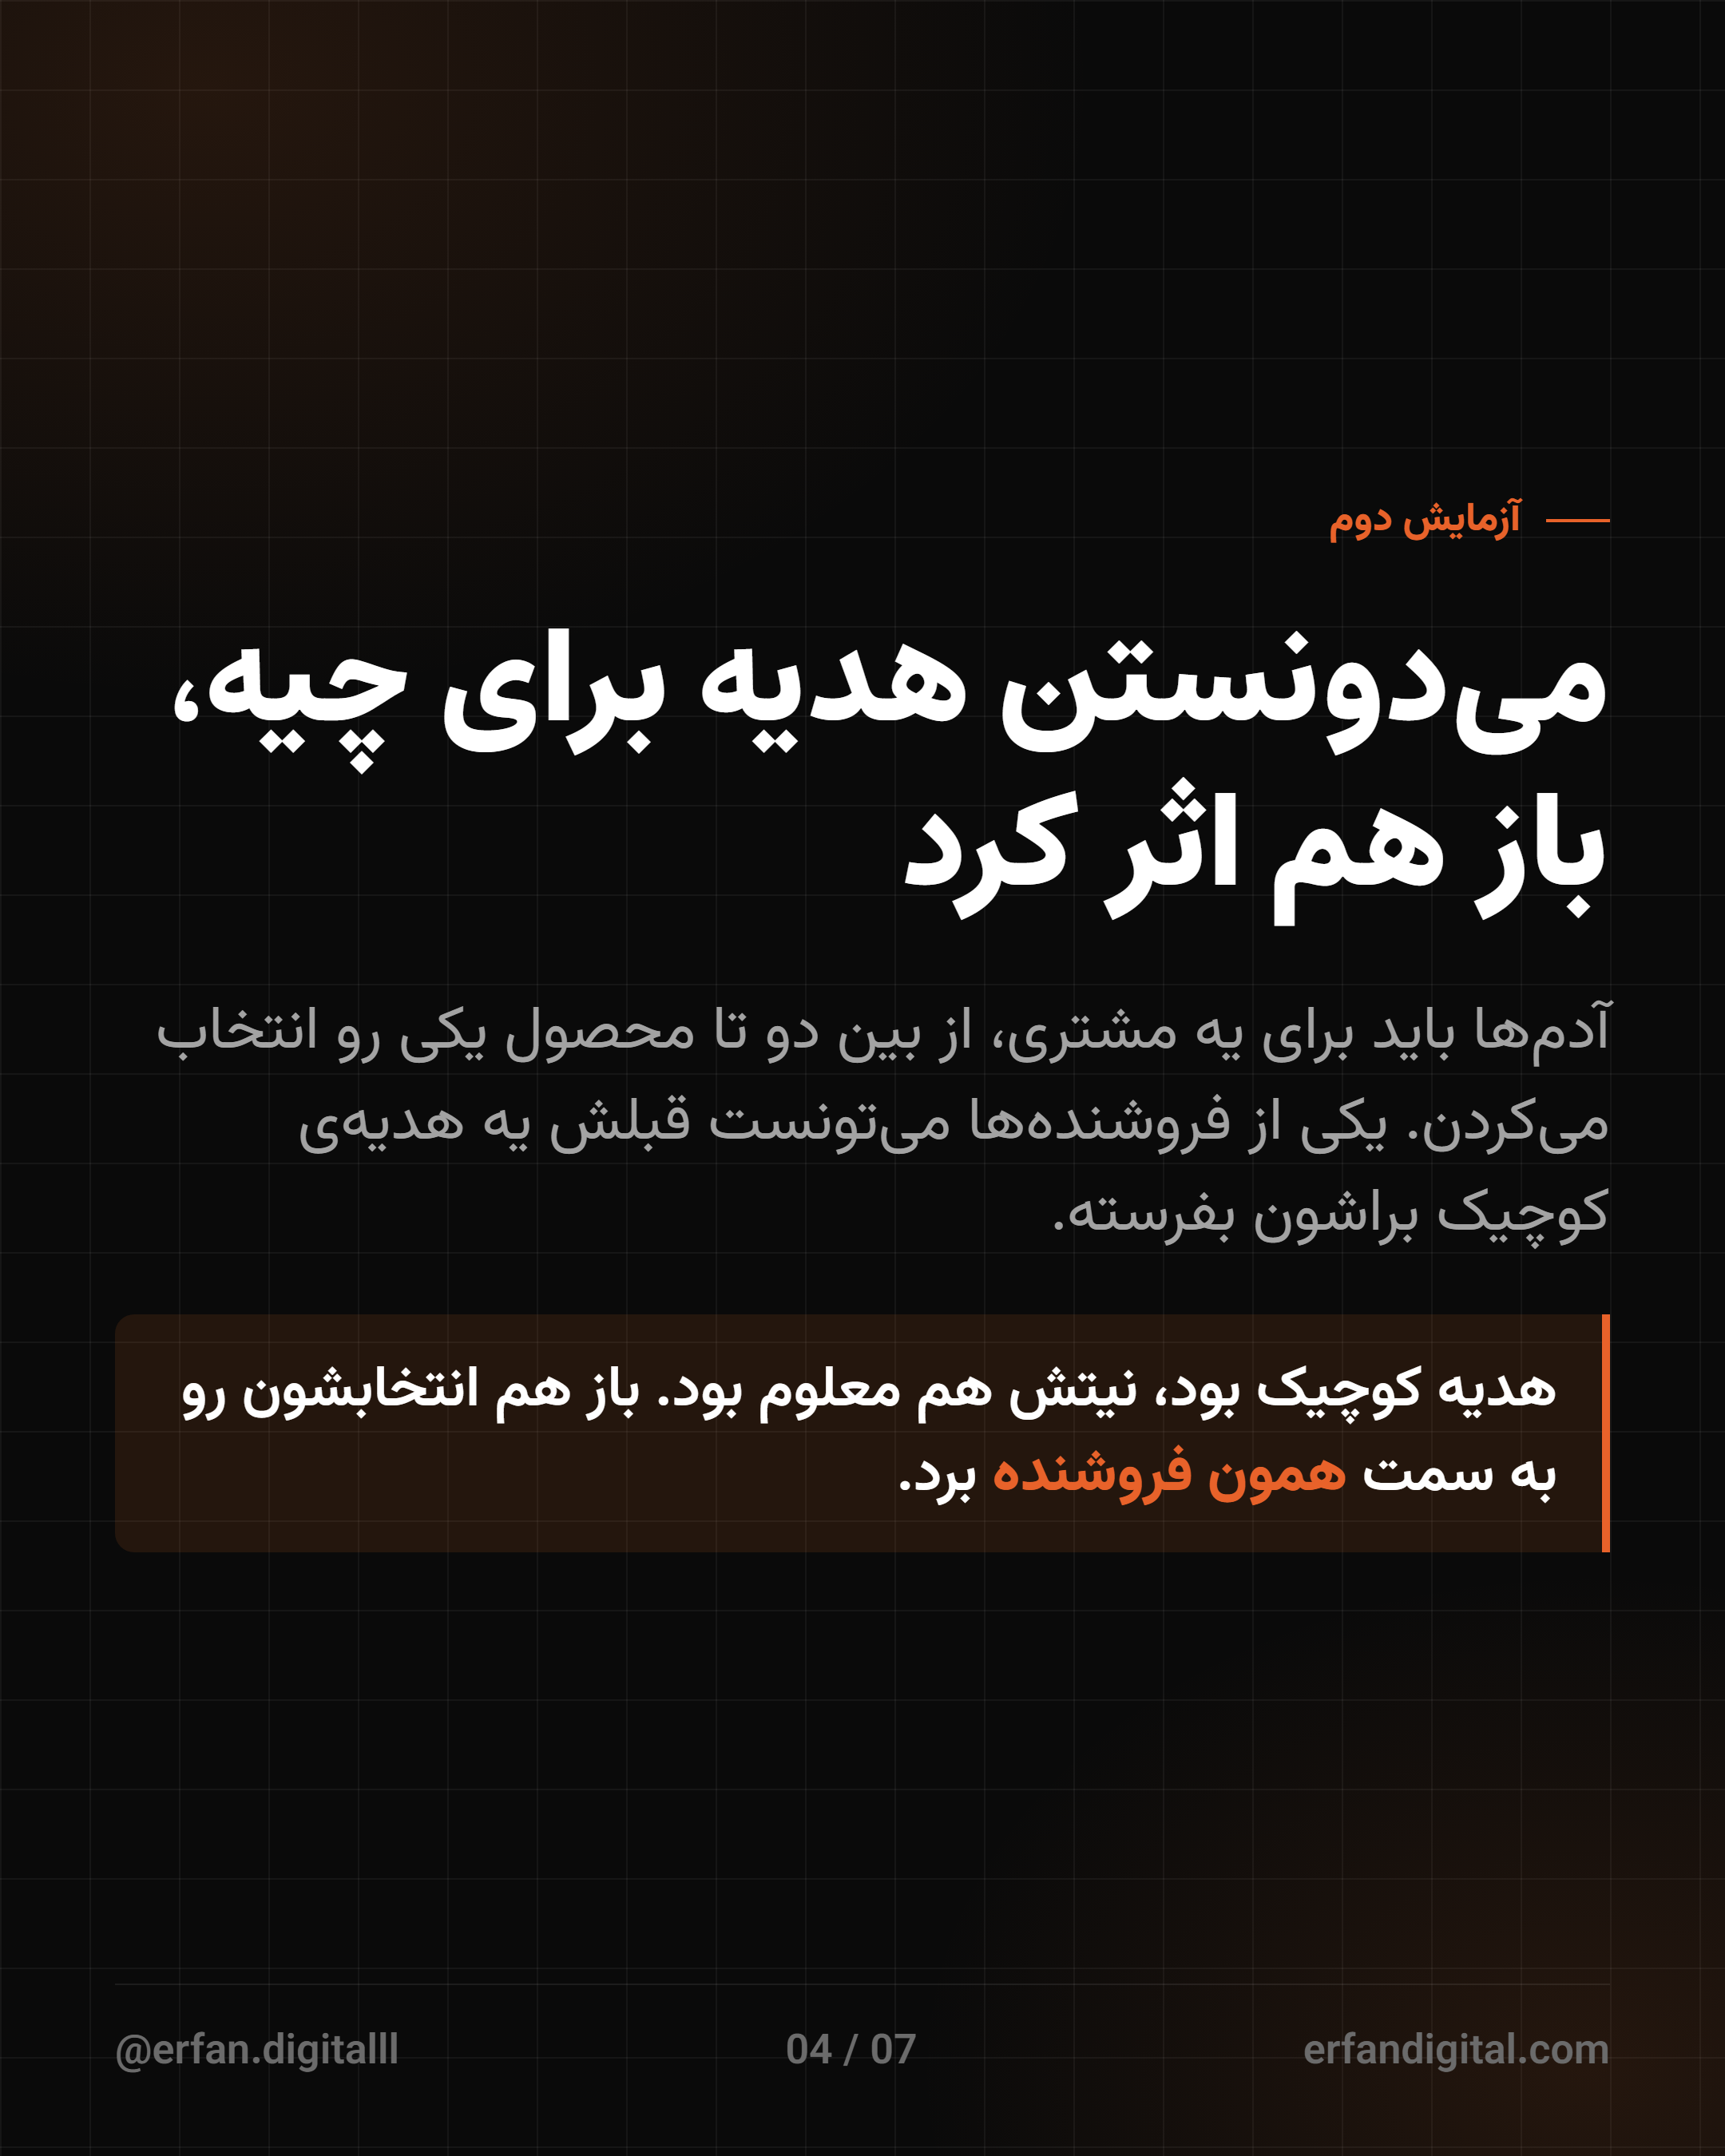 آزمایش دوم
می‌دونستن هدیه برای چیه،
باز هم اثر کرد
آدم‌ها باید برای یه مشتری، از بین دو تا محصول یکی رو انتخاب
می‌کردن. یکی از فروشنده‌ها می‌تونست قبلش یه هدیه‌ی
کوچیک براشون بفرسته.
هدیه کوچیک بود، نیتش هم معلوم بود. باز هم انتخابشون رو
به سمت همون فروشنده برد.
@erfan.digitalll
04 / 07
erfandigital.com